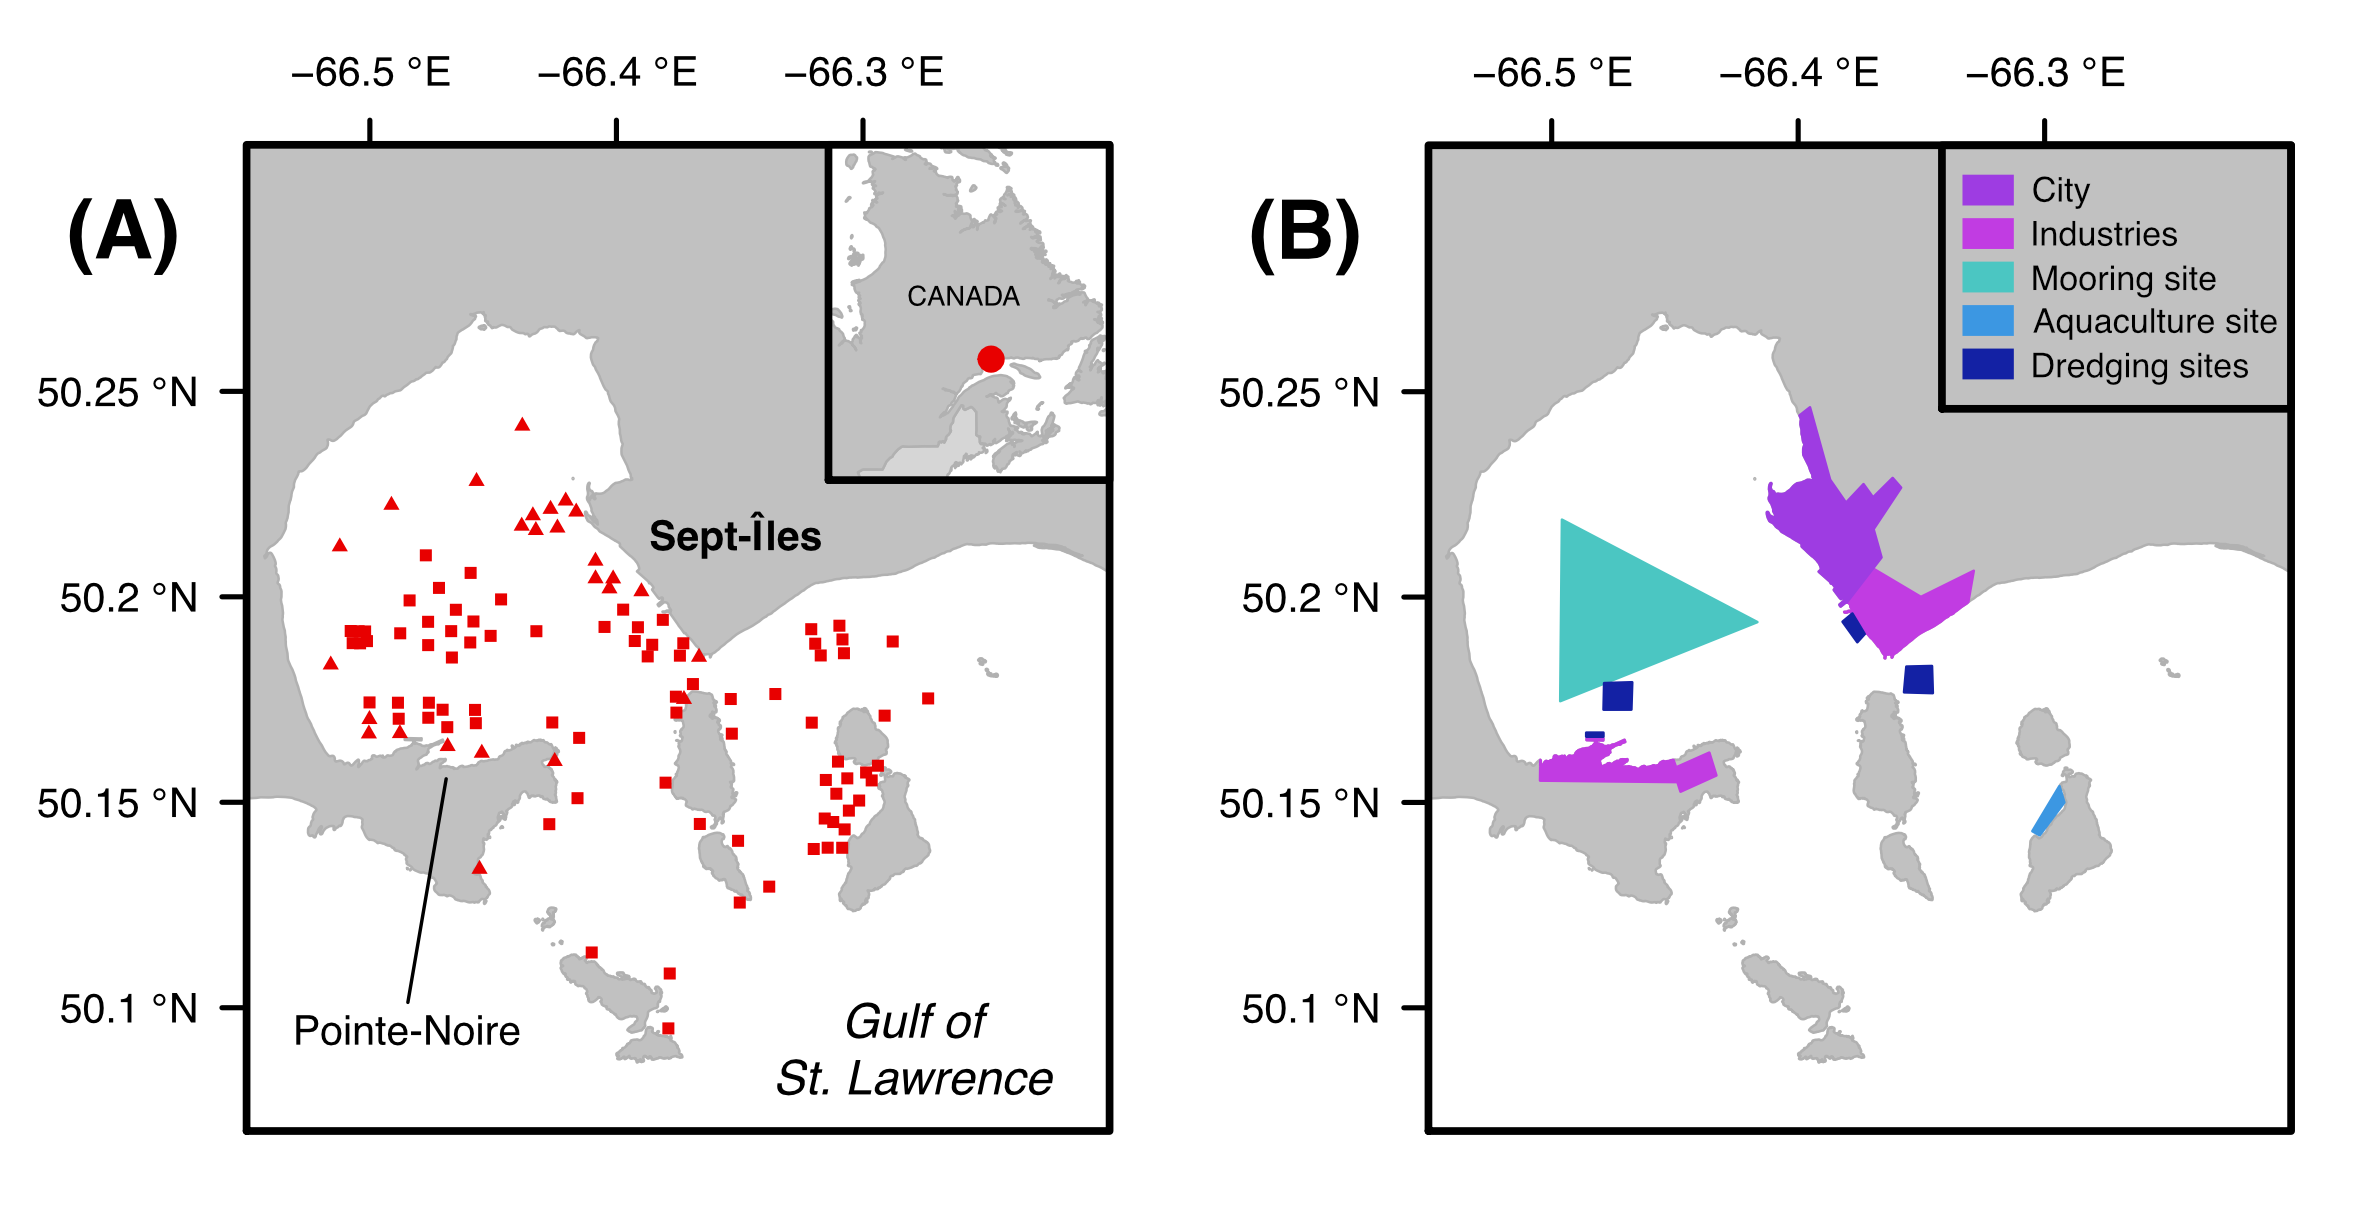 −66.5 °E −66.4 °E −66.3 °E
(A)
50.25 °N
50.2 °N
50.15 °N
50.1 °N
CANADA
Sept-Îles
Pointe-Noire
Gulf of
St. Lawrence
−66.5 °E −66.4 °E −66.3 °E
(B)
50.25 °N
50.2 °N
50.15 °N
50.1 °N
City
Industries
Mooring site
Aquaculture site
Dredging sites